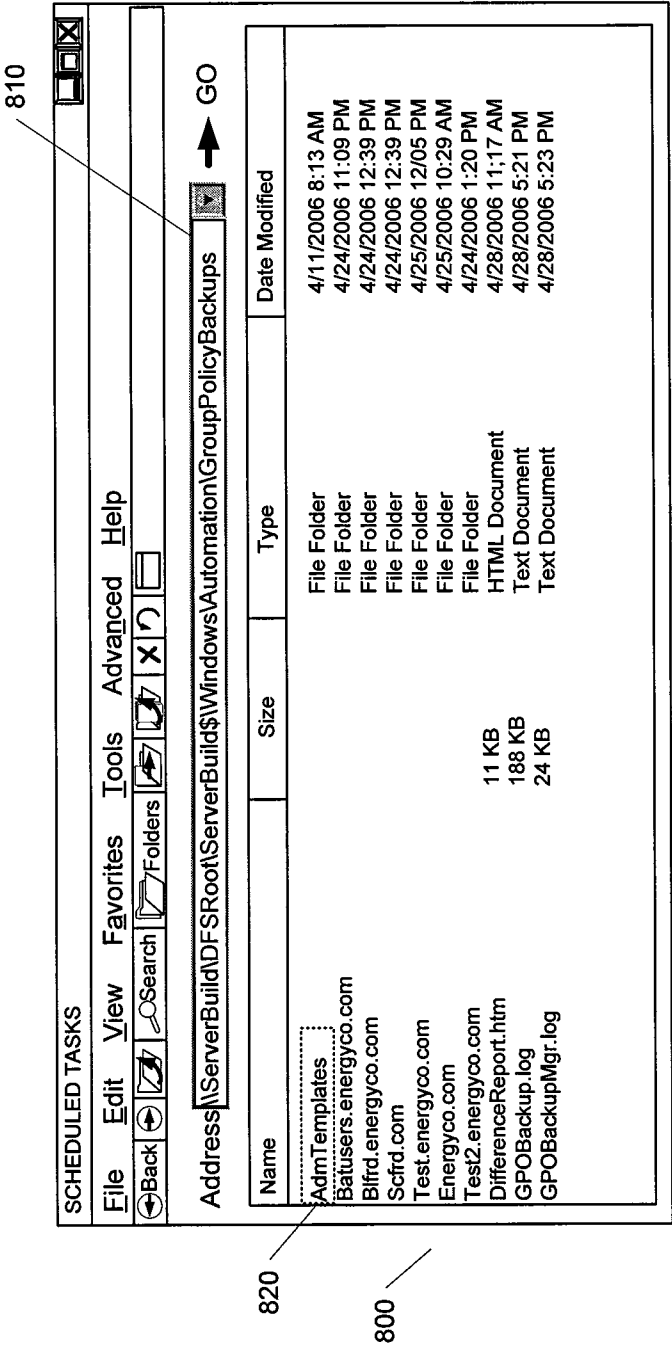 810
SCHEDULED TASKS
File Edit View Favorites Tools Advanced Help
Back Search Folders
Address \\ServerBuild\DFSRoot\ServerBuild$\Windows\Automation\GroupPolicyBackups GO
Name Size Type Date Modified
AdmTemplates File Folder 4/11/2006 8:13 AM
Batusers.energyco.com File Folder 4/24/2006 11:09 PM
Blfrd.energyco.com File Folder 4/24/2006 12:39 PM
Scfrd.com File Folder 4/24/2006 12:39 PM
Test.energyco.com File Folder 4/25/2006 12/05 PM
Energyco.com File Folder 4/25/2006 10:29 AM
Test2.energyco.com File Folder 4/24/2006 1:20 PM
DifferenceReport.htm 11 KB HTML Document 4/28/2006 11;17 AM
GPOBackup.log 188 KB Text Document 4/28/2006 5:21 PM
GPOBackupMgr.log 24 KB Text Document 4/28/2006 5:23 PM
820
800